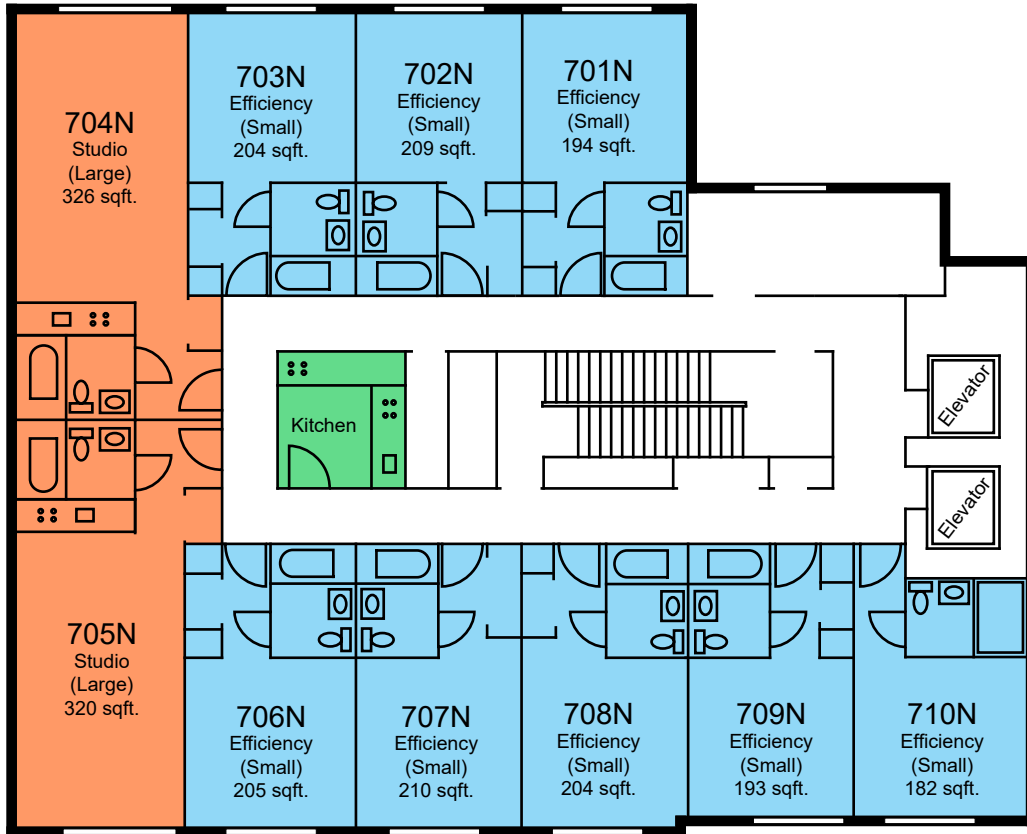 703N
Efficiency
(Small)
204 sqft.
702N
Efficiency
(Small)
209 sqft.
701N
Efficiency
(Small)
194 sqft.
704N
Studio
(Large)
326 sqft.
Kitchen
Elevator
Elevator
705N
Studio
(Large)
320 sqft.
706N
Efficiency
(Small)
205 sqft.
707N
Efficiency
(Small)
210 sqft.
708N
Efficiency
(Small)
204 sqft.
709N
Efficiency
(Small)
193 sqft.
710N
Efficiency
(Small)
182 sqft.